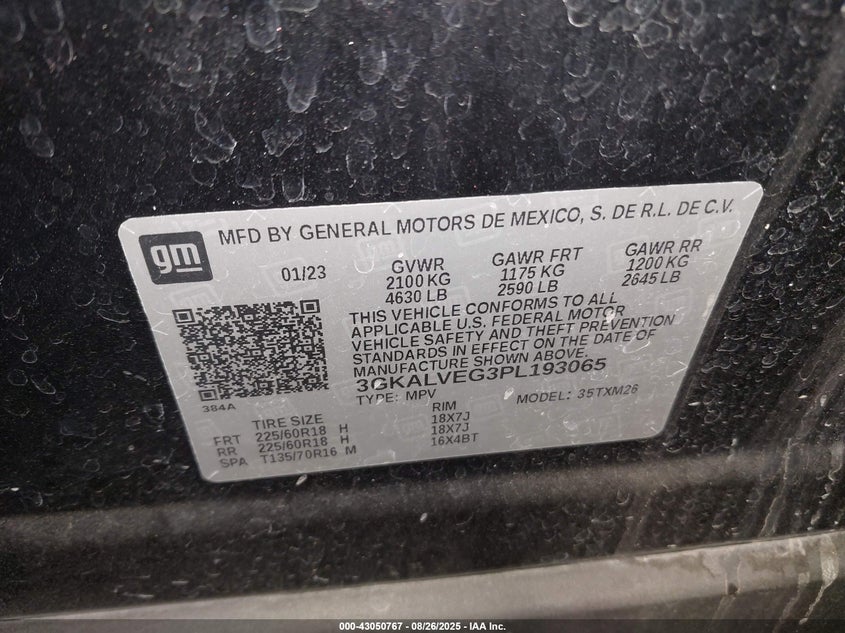 gm
MFD BY GENERAL MOTORS DE MEXICO, S. DE R.L. DE C.V.
01/23
GVWR
2100 KG
4630 LB
GAWR FRT
1175 KG
2590 LB
GAWR RR
1200 KG
2645 LB
THIS VEHICLE CONFORMS TO ALL
APPLICABLE U.S. FEDERAL MOTOR
VEHICLE SAFETY AND THEFT PREVENTION
STANDARDS IN EFFECT ON THE DATE OF
MANUFACTURE SHOWN ABOVE.
3GKALVEG3PL193065
TYPE: MPV MODEL: 35TXM26
384A
TIRE SIZE RIM
FRT 225/60R18 H 18X7J
RR 225/60R18 H 18X7J
SPA T135/70R16 M 16X4BT
000-43050767 - 08/26/2025 - IAA Inc.